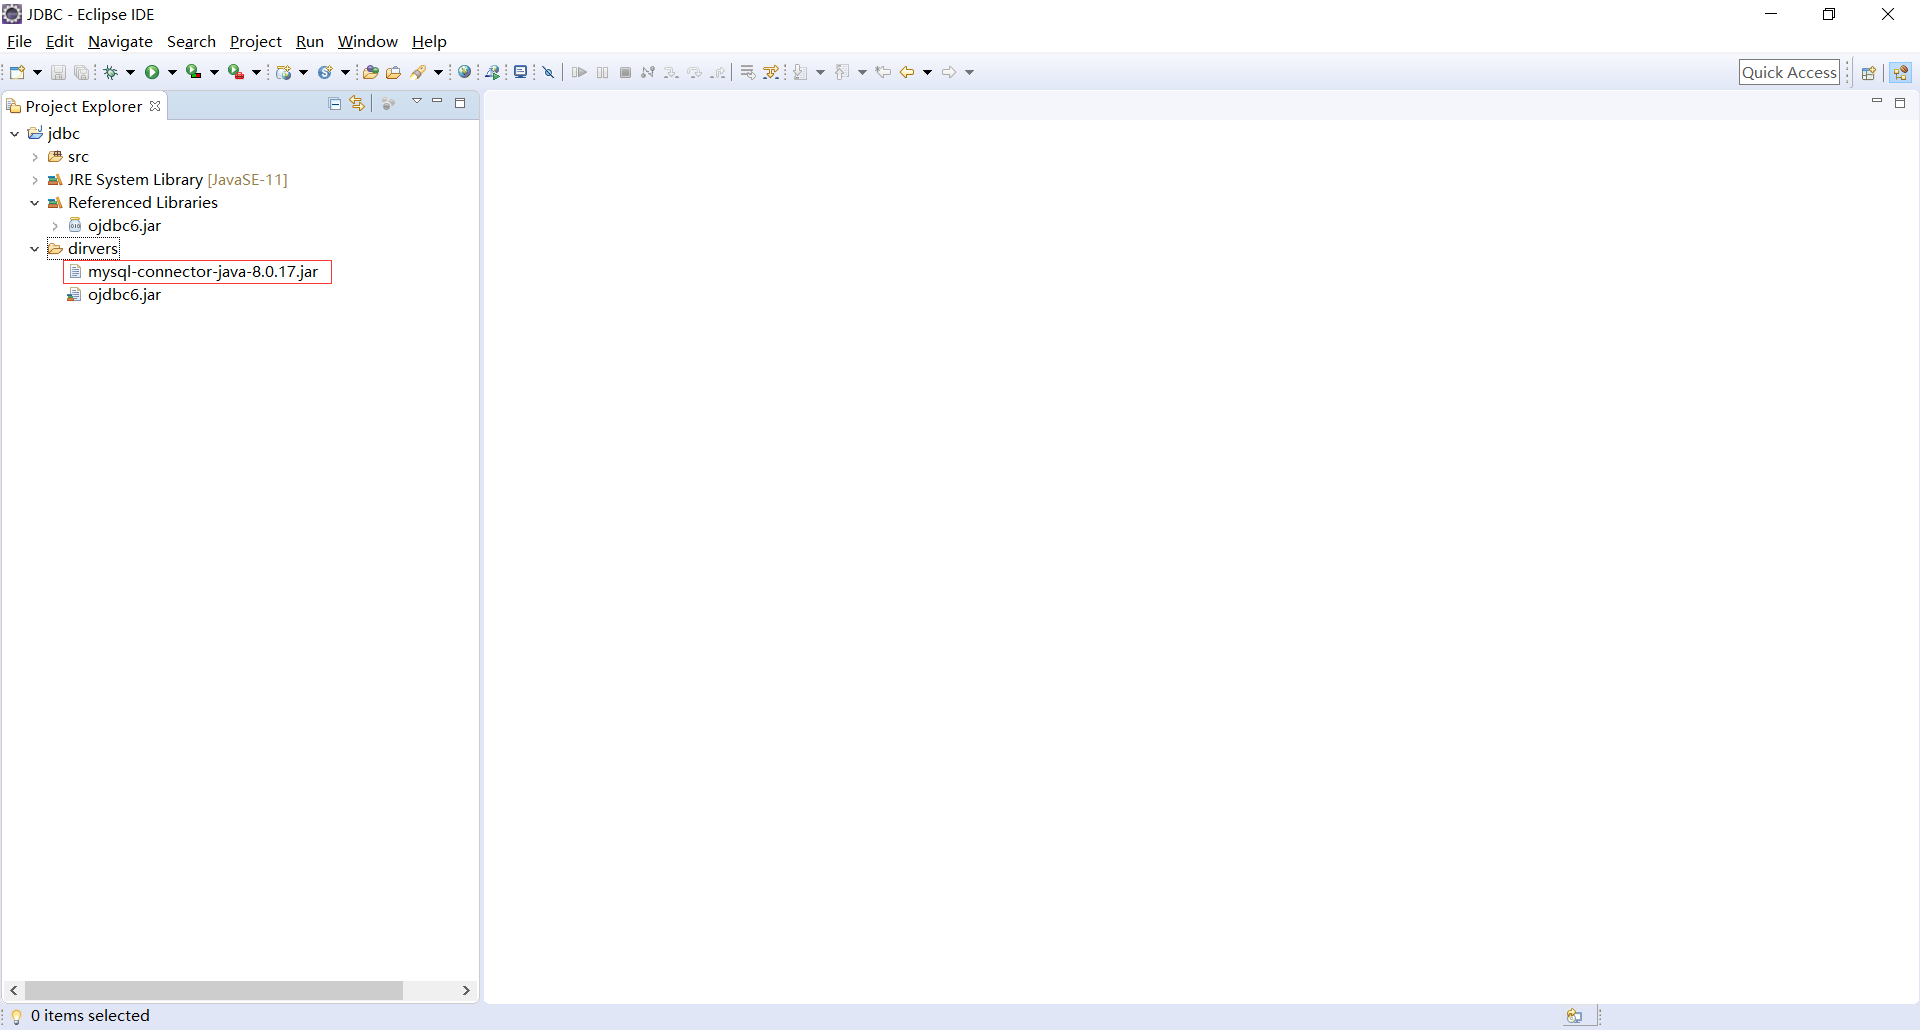 JDBC - Eclipse IDE
File Edit Navigate Search Project Run Window Help
Quick Access
Project Explorer
jdbc
src
JRE System Library [JavaSE-11]
Referenced Libraries
ojdbc6.jar
dirvers
mysql-connector-java-8.0.17.jar
ojdbc6.jar
0 items selected